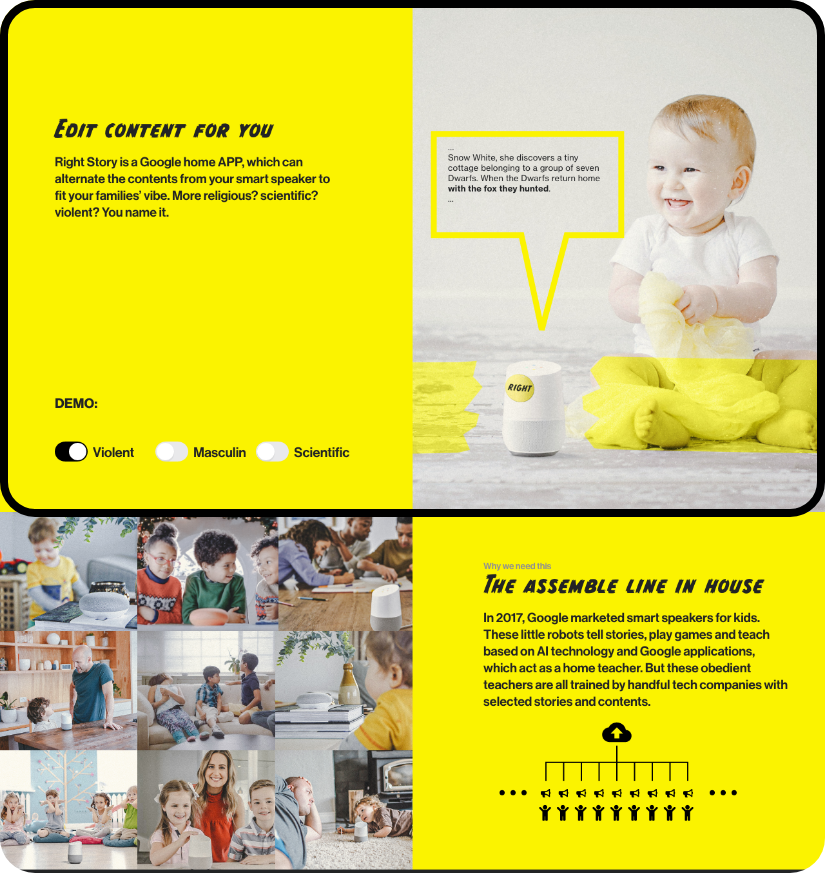 Edit content for you
Right Story is a Google home APP, which can
alternate the contents from your smart speaker to
fit your families' vibe. More religious? scientific?
violent? You name it.
DEMO:
Violent
Masculin
Scientific
...
Snow White, she discovers a tiny
cottage belonging to a group of seven
Dwarfs. When the Dwarfs return home
with the fox they hunted.
...
RIGHT
Why we need this
The assemble line in house
In 2017, Google marketed smart speakers for kids.
These little robots tell stories, play games and teach
based on AI technology and Google applications,
which act as a home teacher. But these obedient
teachers are all trained by handful tech companies with
selected stories and contents.